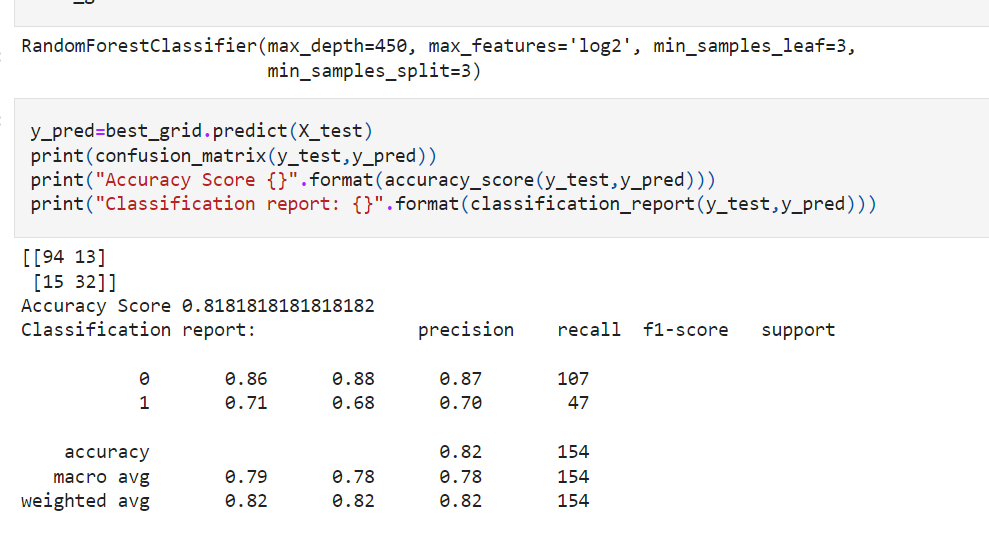 RandomForestClassifier(max_depth=450, max_features='log2', min_samples_leaf=3,
                       min_samples_split=3)
y_pred=best_grid.predict(X_test)
print(confusion_matrix(y_test,y_pred))
print("Accuracy Score {}".format(accuracy_score(y_test,y_pred)))
print("Classification report: {}".format(classification_report(y_test,y_pred)))
[[94 13]
 [15 32]]
Accuracy Score 0.8181818181818182
Classification report:               precision    recall  f1-score   support
           0       0.86      0.88      0.87       107
           1       0.71      0.68      0.70        47
    accuracy                           0.82       154
   macro avg       0.79      0.78      0.78       154
weighted avg       0.82      0.82      0.82       154